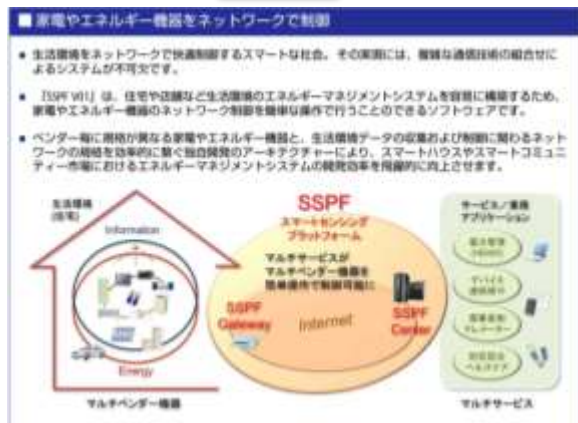 ■家電やエネルギー機器をネットワークで制御
● 生活環境をネットワークで快適制御するスマートな社会。その実現には、複雑な通信技術の組合せに
よるシステムが不可欠です。
● 「SSPF V01」は、住宅や店舗など生活環境のエネルギーマネジメントシステムを容易に構築するため、
家電やエネルギー機器のネットワーク制御を簡単な操作で行うことのできるソフトウェアです。
● ベンダー毎に規格が異なる家電やエネルギー機器と、生活環境データの収集および制御に関わるネット
ワークの規格を効率的に繋ぐ独自開発のアーキテクチャーにより、スマートハウスやスマートコミュニ
ティー市場におけるエネルギーマネジメントシステムの開発効率を飛躍的に向上させます。
生活環境
(住宅)
Information
Energy
マルチベンダー機器
SSPF
スマートセンシング
プラットフォーム
マルチサービスが
マルチベンダー機器を
簡単操作で制御可能!!
SSPF
Gateway
Internet
SSPF
Center
サービス／業務
アプリケーション
電力管理
デバイス
ヘルスケア
マルチサービス